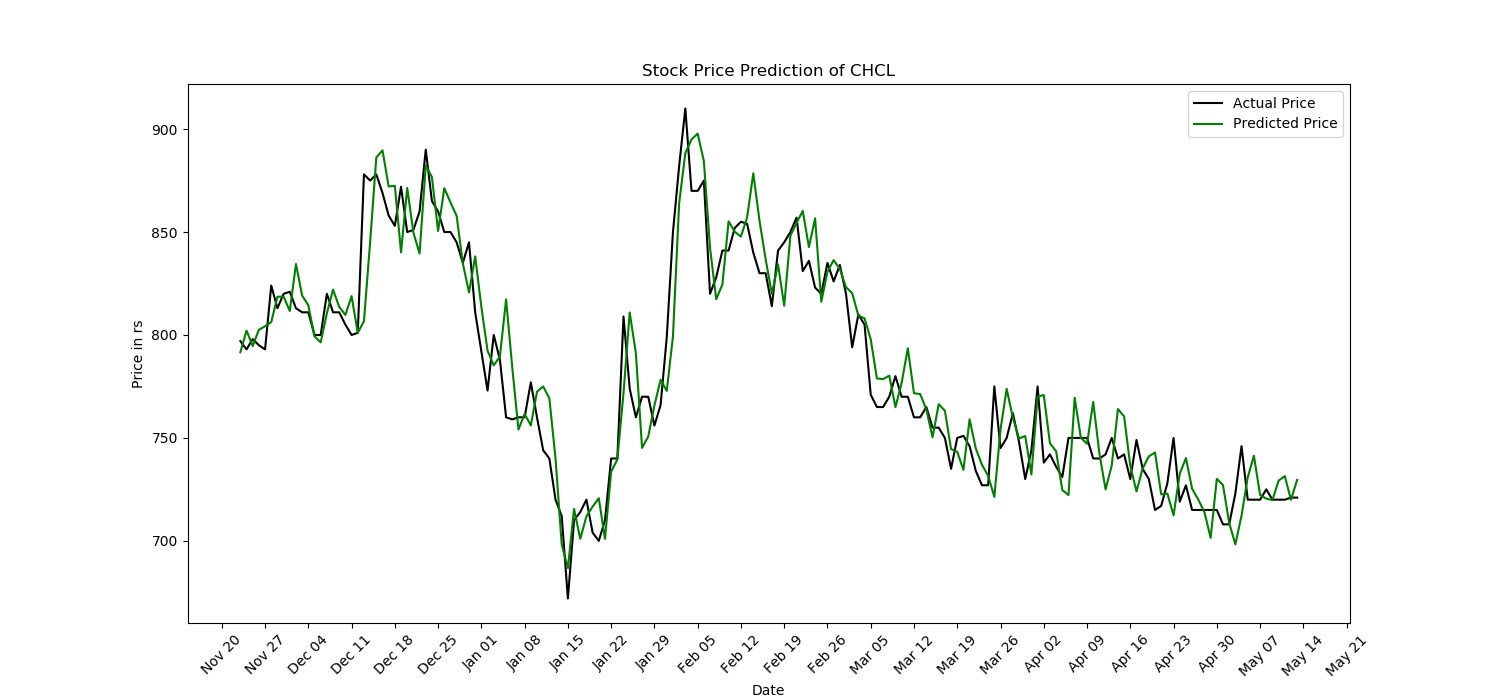 Stock Price Prediction of CHCL
Actual Price
Predicted Price
900
850
800
750
700
Price in rs
Nov 20 Nov 27 Dec 04 Dec 11 Dec 18 Dec 25 Jan 01 Jan 08 Jan 15 Jan 22 Jan 29 Feb 05 Feb 12 Feb 19 Feb 26 Mar 05 Mar 12 Mar 19 Mar 26 Apr 02 Apr 09 Apr 16 Apr 23 Apr 30 May 07 May 14 May 21
Date